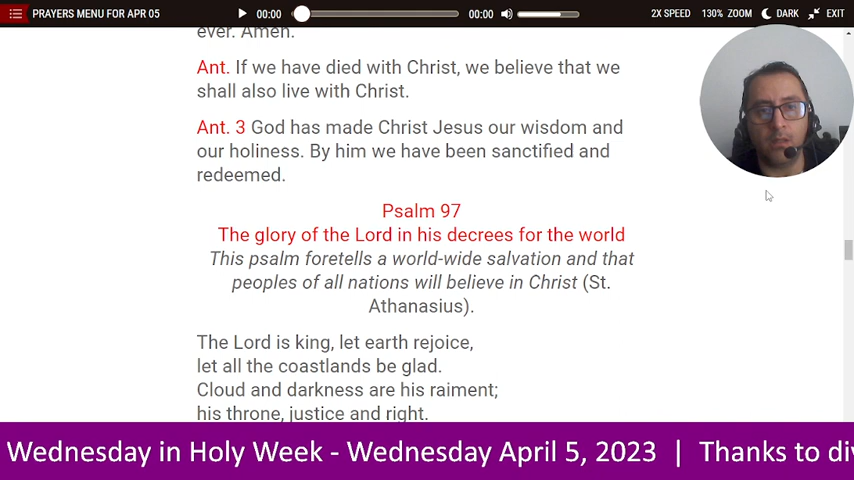 PRAYERS MENU FOR APR 05
00:00
00:00
2X SPEED
130% ZOOM
DARK
EXIT
ever. Amen.
Ant. If we have died with Christ, we believe that we
shall also live with Christ.
Ant. 3 God has made Christ Jesus our wisdom and
our holiness. By him we have been sanctified and
redeemed.
Psalm 97
The glory of the Lord in his decrees for the world
This psalm foretells a world-wide salvation and that
peoples of all nations will believe in Christ (St.
Athanasius).
The Lord is king, let earth rejoice,
let all the coastlands be glad.
Cloud and darkness are his raiment;
his throne, justice and right.
Wednesday in Holy Week - Wednesday April 5, 2023 | Thanks to div